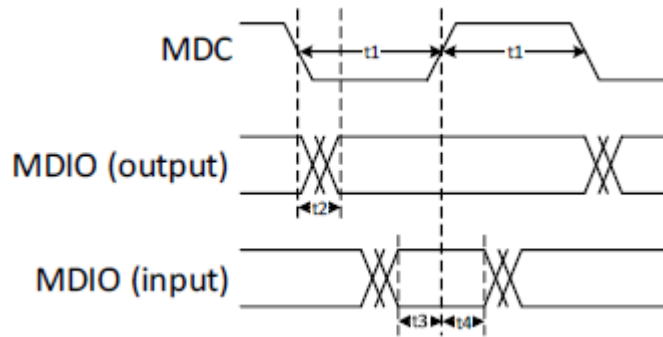 MDC
t1
t1
MDIO (output)
t2
MDIO (input)
t3
t4